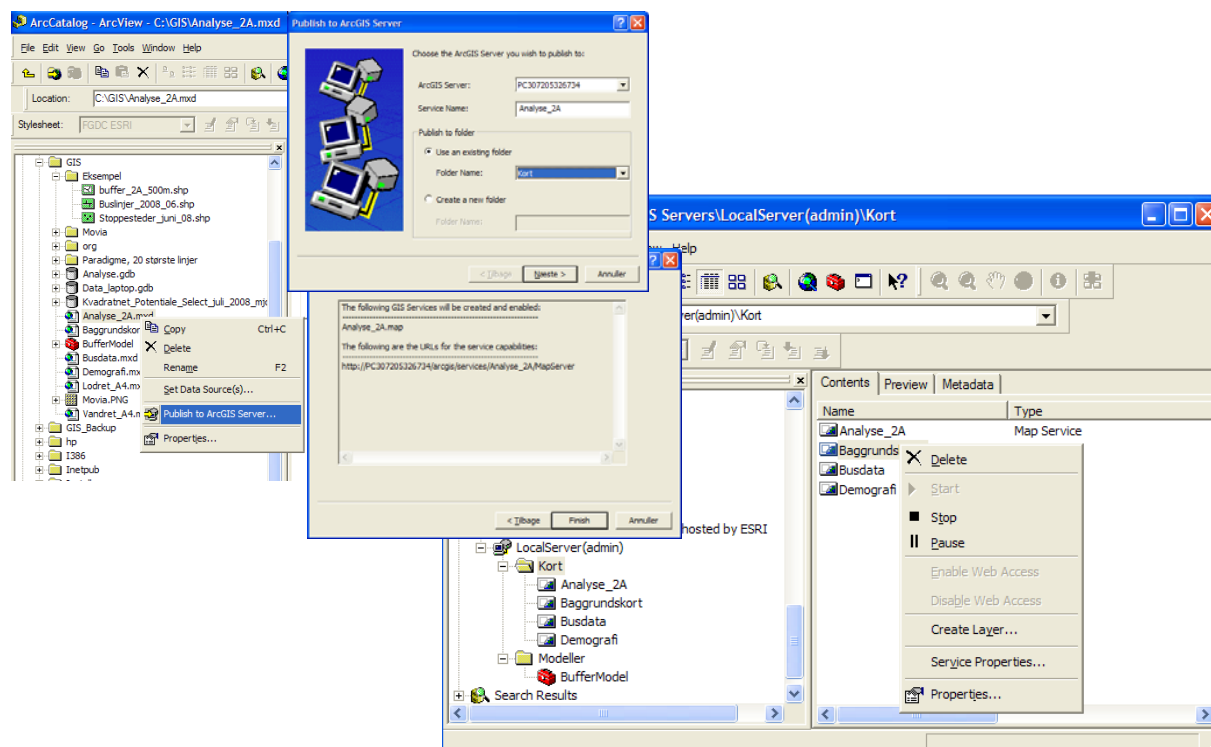 ArcCatalog - ArcView - C:\GIS\Analyse_2A.mxd
File Edit View Go Tools Window Help
Location: C:\GIS\Analyse_2A.mxd
Stylesheet: FGDC ESRI
GIS
Eksempel
buffer_2A_500m.shp
Buslinjer_2008_06.shp
Stoppesteder_juni_08.shp
Movia
org
Paradigme, 20 største linjer
Analyse.gdb
Data_laptop.gdb
Kvadratnet_Potentiale_Select_juli_2008_mjc
Analyse_2A.mxd
Baggrundskor
BufferModel
Busdata.mxd
Demografi.mx
Lodret_A4.mx
Movia.PNG
Vandret_A4.m
GIS_Backup
hp
I386
Inetpub
Copy Ctrl+C
Delete
Rename F2
Set Data Source(s)...
Publish to ArcGIS Server...
Properties...
Publish to ArcGIS Server
Choose the ArcGIS Server you wish to publish to:
ArcGIS Server: PC307205326734
Service Name: Analyse_2A
Publish to folder
Use an existing folder
Folder Name: Kort
Create a new folder
Folder Name:
< Tilbage Næste > Annuller
The following GIS Services will be created and enabled:
Analyse_2A.map
The following are the URLs for the service capabilities:
http://PC307205326734/arcgis/services/Analyse_2A/MapServer
< Tilbage Finish Annuller
S Servers\LocalServer(admin)\Kort
Help
er(admin)\Kort
hosted by ESRI
LocalServer(admin)
Kort
Analyse_2A
Baggrundskort
Busdata
Demografi
Modeller
BufferModel
Search Results
Contents Preview Metadata
Name Type
Analyse_2A Map Service
Baggrunds
Busdata
Demografi
Delete
Start
Stop
Pause
Enable Web Access
Disable Web Access
Create Layer...
Service Properties...
Properties...